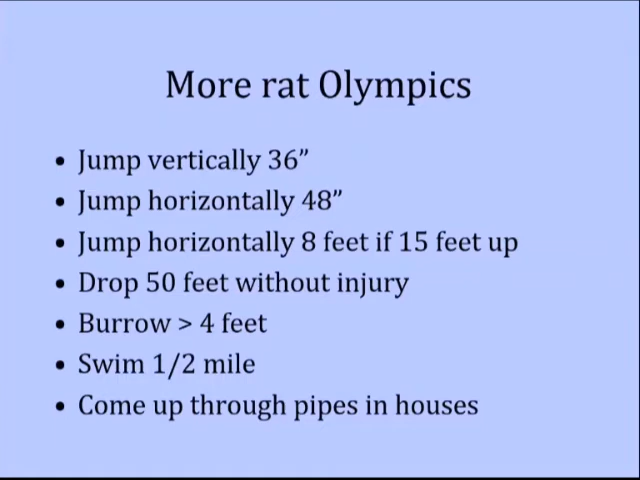 More rat Olympics
• Jump vertically 36”
• Jump horizontally 48”
• Jump horizontally 8 feet if 15 feet up
• Drop 50 feet without injury
• Burrow > 4 feet
• Swim 1/2 mile
• Come up through pipes in houses